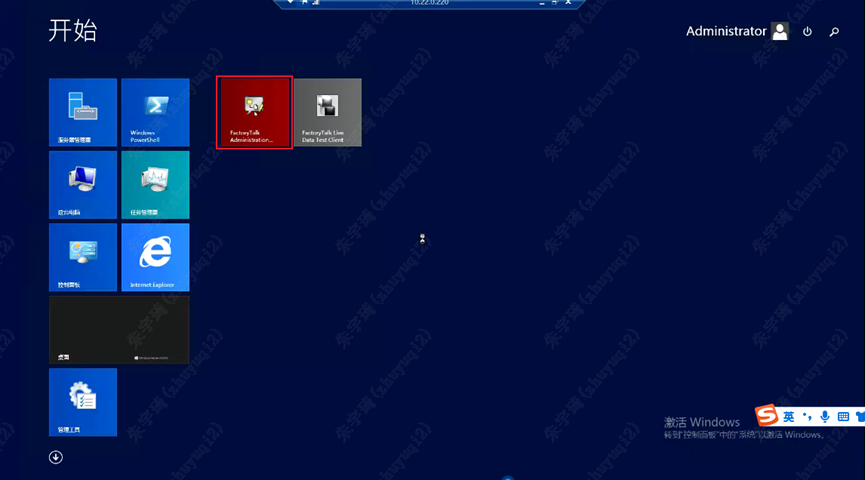 10.22.0.220
开始
Administrator
服务器管理器
Windows
PowerShell
FactoryTalk
Administration...
FactoryTalk Live
Data Test Client
这台电脑
任务管理器
控制面板
Internet Explorer
桌面
管理工具
激活 Windows
转到"控制面板"中的"系统"以激活 Windows。
英